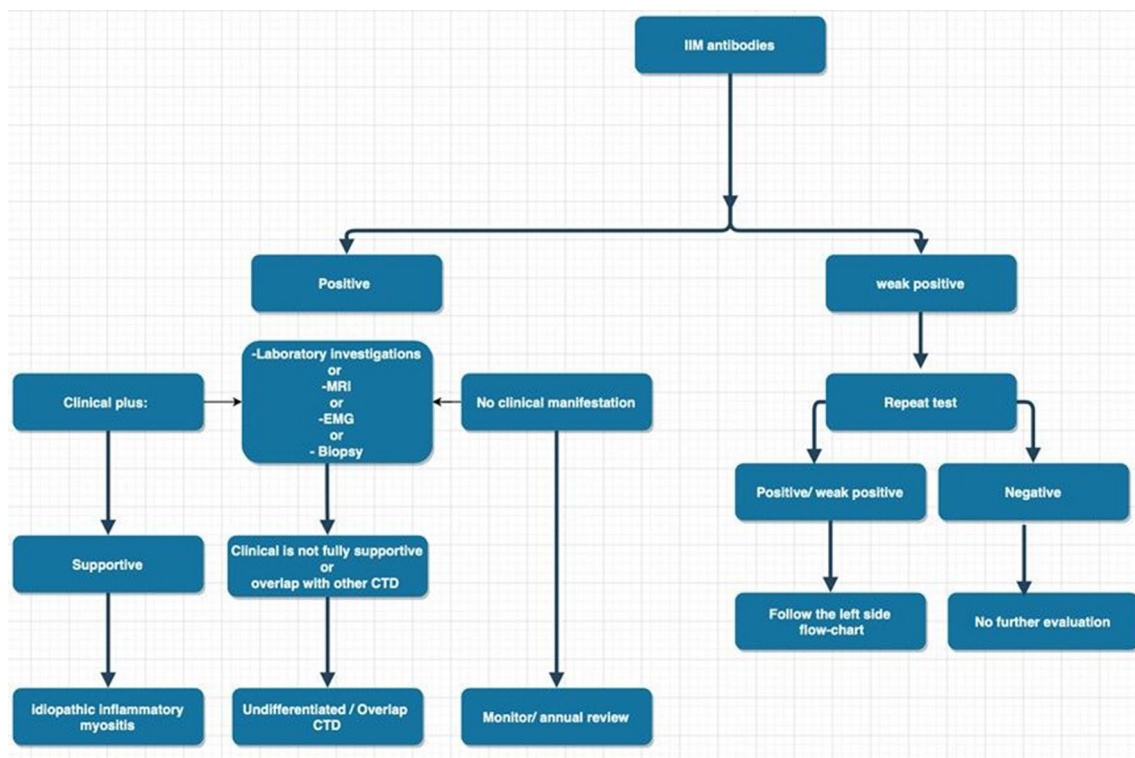 IIM antibodies
Positive
weak positive
-Laboratory investigations
or
-MRI
or
-EMG
or
- Biopsy
Clinical plus:
No clinical manifestation
Repeat test
Positive/ weak positive
Negative
Supportive
Clinical is not fully supportive
or
overlap with other CTD
Follow the left side
flow-chart
No further evaluation
idiopathic inflammatory
myositis
Undifferentiated / Overlap
CTD
Monitor/ annual review